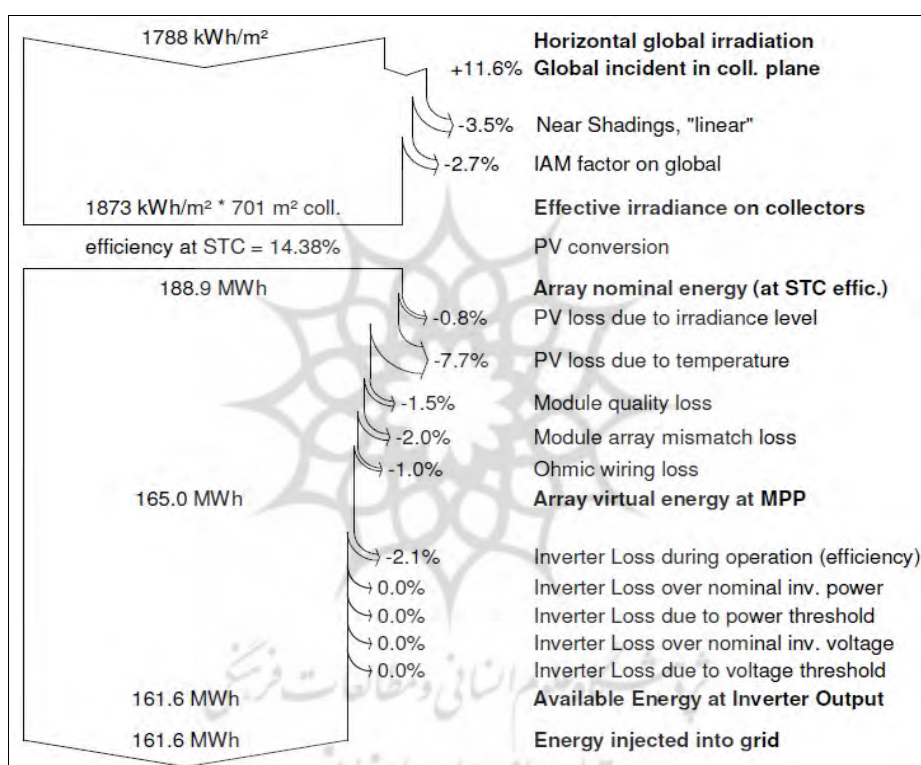 1788 kWh/m² Horizontal global irradiation
+11.6% Global incident in coll. plane
-3.5% Near Shadings, "linear"
-2.7% IAM factor on global
1873 kWh/m² * 701 m² coll. Effective irradiance on collectors
efficiency at STC = 14.38% PV conversion
188.9 MWh Array nominal energy (at STC effic.)
-0.8% PV loss due to irradiance level
-7.7% PV loss due to temperature
-1.5% Module quality loss
-2.0% Module array mismatch loss
-1.0% Ohmic wiring loss
165.0 MWh Array virtual energy at MPP
-2.1% Inverter Loss during operation (efficiency)
0.0% Inverter Loss over nominal inv. power
0.0% Inverter Loss due to power threshold
0.0% Inverter Loss over nominal inv. voltage
0.0% Inverter Loss due to voltage threshold
161.6 MWh Available Energy at Inverter Output
پژوهشگاه علوم انسانی و مطالعات فرهنگی
161.6 MWh Energy injected into grid